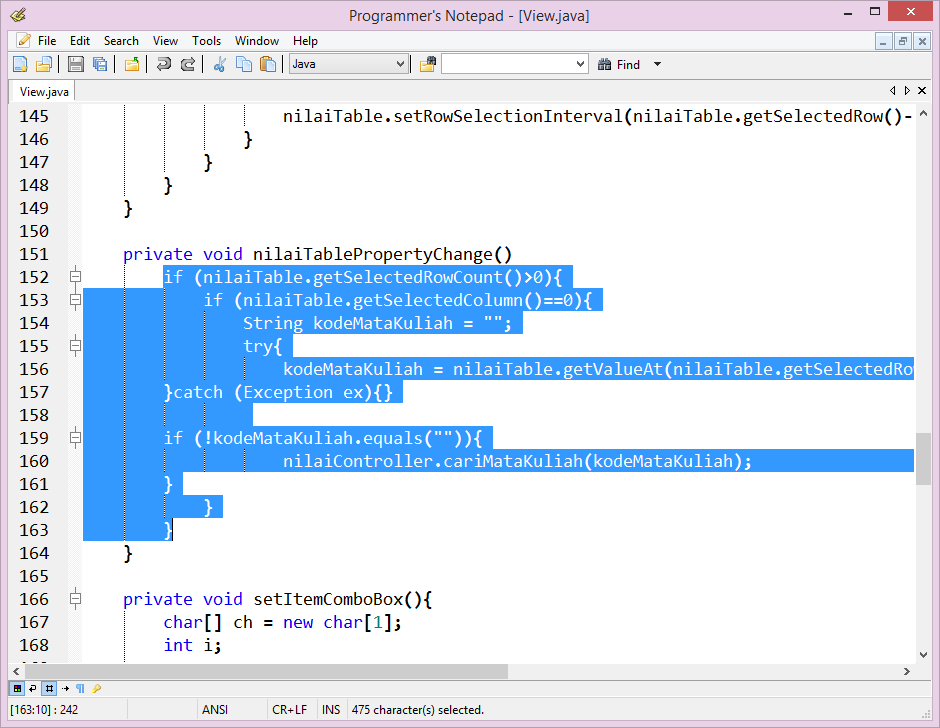 Programmer's Notepad - [View.java]
File Edit Search View Tools Window Help
Java Find
View.java
145 nilaiTable.setRowSelectionInterval(nilaiTable.getSelectedRow()-
146 }
147 }
148 }
149 }
150
151 private void nilaiTablePropertyChange()
152 if (nilaiTable.getSelectedRowCount()>0){
153 if (nilaiTable.getSelectedColumn()==0){
154 String kodeMataKuliah = "";
155 try{
156 kodeMataKuliah = nilaiTable.getValueAt(nilaiTable.getSelectedRo
157 }catch (Exception ex){}
158
159 if (!kodeMataKuliah.equals("")){
160 nilaiController.cariMataKuliah(kodeMataKuliah);
161 }
162 }
163 }
164 }
165
166 private void setItemComboBox(){
167 char[] ch = new char[1];
168 int i;
[163:10] : 242 ANSI CR+LF INS 475 character(s) selected.